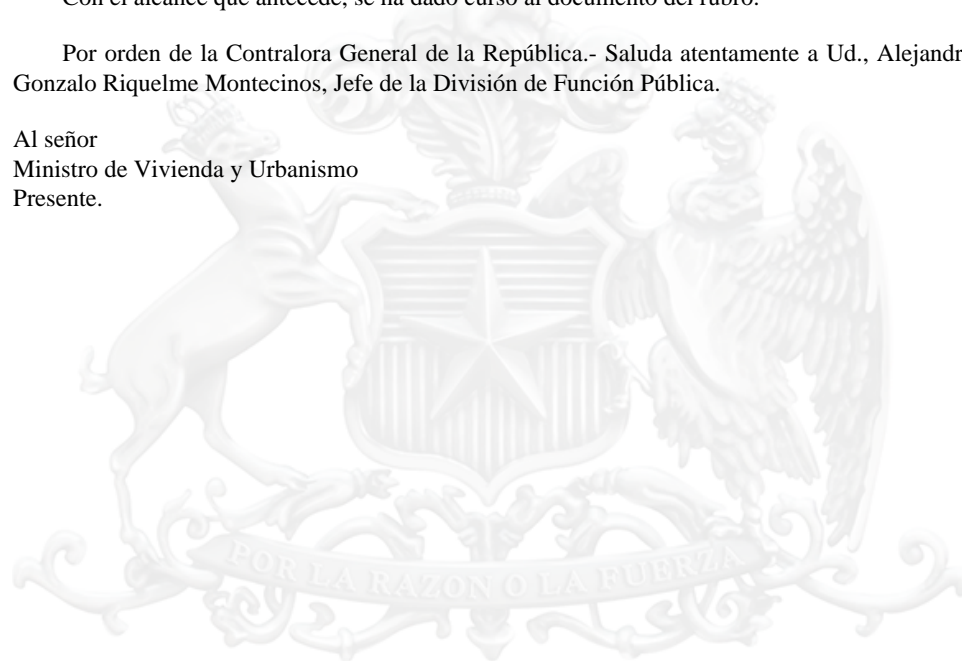 Con el alcance que antecede, se ha dado curso al documento del rubro.
Por orden de la Contralora General de la República.- Saluda atentamente a Ud., Alejandr
Gonzalo Riquelme Montecinos, Jefe de la División de Función Pública.
Al señor
Ministro de Vivienda y Urbanismo
Presente.
POR LA RAZON O LA FUERZA